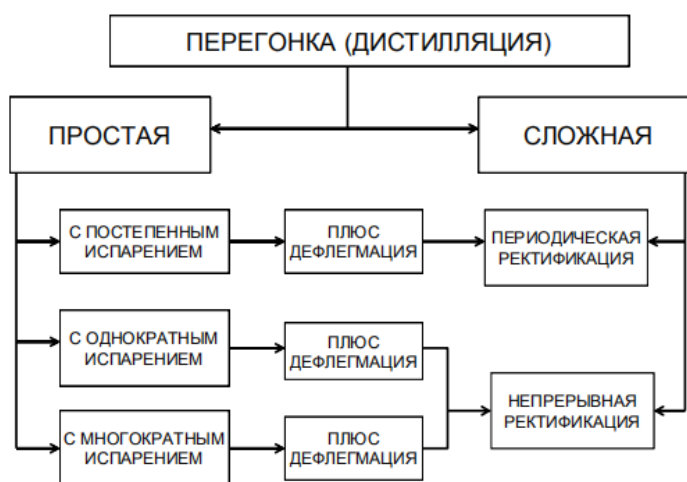 ПЕРЕГОНКА (ДИСТИЛЛЯЦИЯ)
ПРОСТАЯ
СЛОЖНАЯ
С ПОСТЕПЕННЫМ
ИСПАРЕНИЕМ
ПЛЮС
ДЕФЛЕГМАЦИЯ
ПЕРИОДИЧЕСКАЯ
РЕКТИФИКАЦИЯ
С ОДНОКРАТНЫМ
ИСПАРЕНИЕМ
ПЛЮС
ДЕФЛЕГМАЦИЯ
НЕПРЕРЫВНАЯ
РЕКТИФИКАЦИЯ
С МНОГОКРАТНЫМ
ИСПАРЕНИЕМ
ПЛЮС
ДЕФЛЕГМАЦИЯ